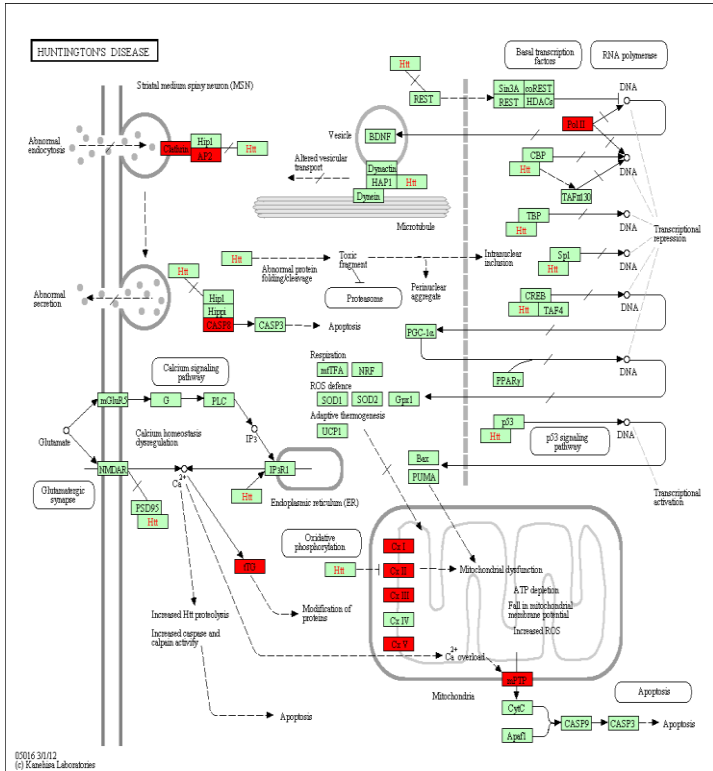 HUNTINGTON'S DISEASE
Striatal medium spiny neuron (MSN)
Htt
REST
Basal transcription
factors
RNA polymerase
Sin3A
coREST
REST
HDACs
DNA
Pol II
Abnormal
endocytosis
Clathrin
Hip1
AP2
Htt
Vesicle
BDNF
Altered vesicular
transport
Dynactin
HAP1
Htt
Dynein
Microtubule
CBP
Htt
TAFII130
DNA
TBP
Htt
DNA
Transcriptional
repression
Htt
Htt
Abnormal protein
folding/cleavage
Toxic
fragment
Intranuclear
inclusion
Sp1
Htt
DNA
Proteasome
Perinuclear
aggregate
Abnormal
secretion
Hip1
Hippi
CASP8
CASP3
Apoptosis
CREB
Htt
TAF4
DNA
PGC-1α
Respiration
mtTFA
NRF
ROS defence
SOD1
SOD2
Gpx1
Adaptive thermogenesis
UCP1
PPARγ
DNA
Calcium signaling
pathway
mGluR5
G
PLC
Glutamate
Calcium homeostasis
dysregulation
IP3
p53
Htt
p53 signaling
pathway
DNA
Bax
PUMA
NMDAR
Ca2+
IP3R1
Htt
Endoplasmic reticulum (ER)
Glutamatergic
synapse
PSD95
Htt
Transcriptional
activation
Oxidative
phosphorylation
Htt
Cx I
Cx II
Cx III
Cx IV
Cx V
Mitochondrial dysfunction
ATP depletion
Fall in mitochondrial
membrane potential
Increased ROS
tTG
Increased Htt proteolysis
Increased caspase and
calpain activity
Modification of
proteins
Ca2+ overload
mPTP
Mitochondria
Apoptosis
CytC
Apaf1
CASP9
CASP3
Apoptosis
Apoptosis
05016 3/1/12
(c) Kanehisa Laboratories